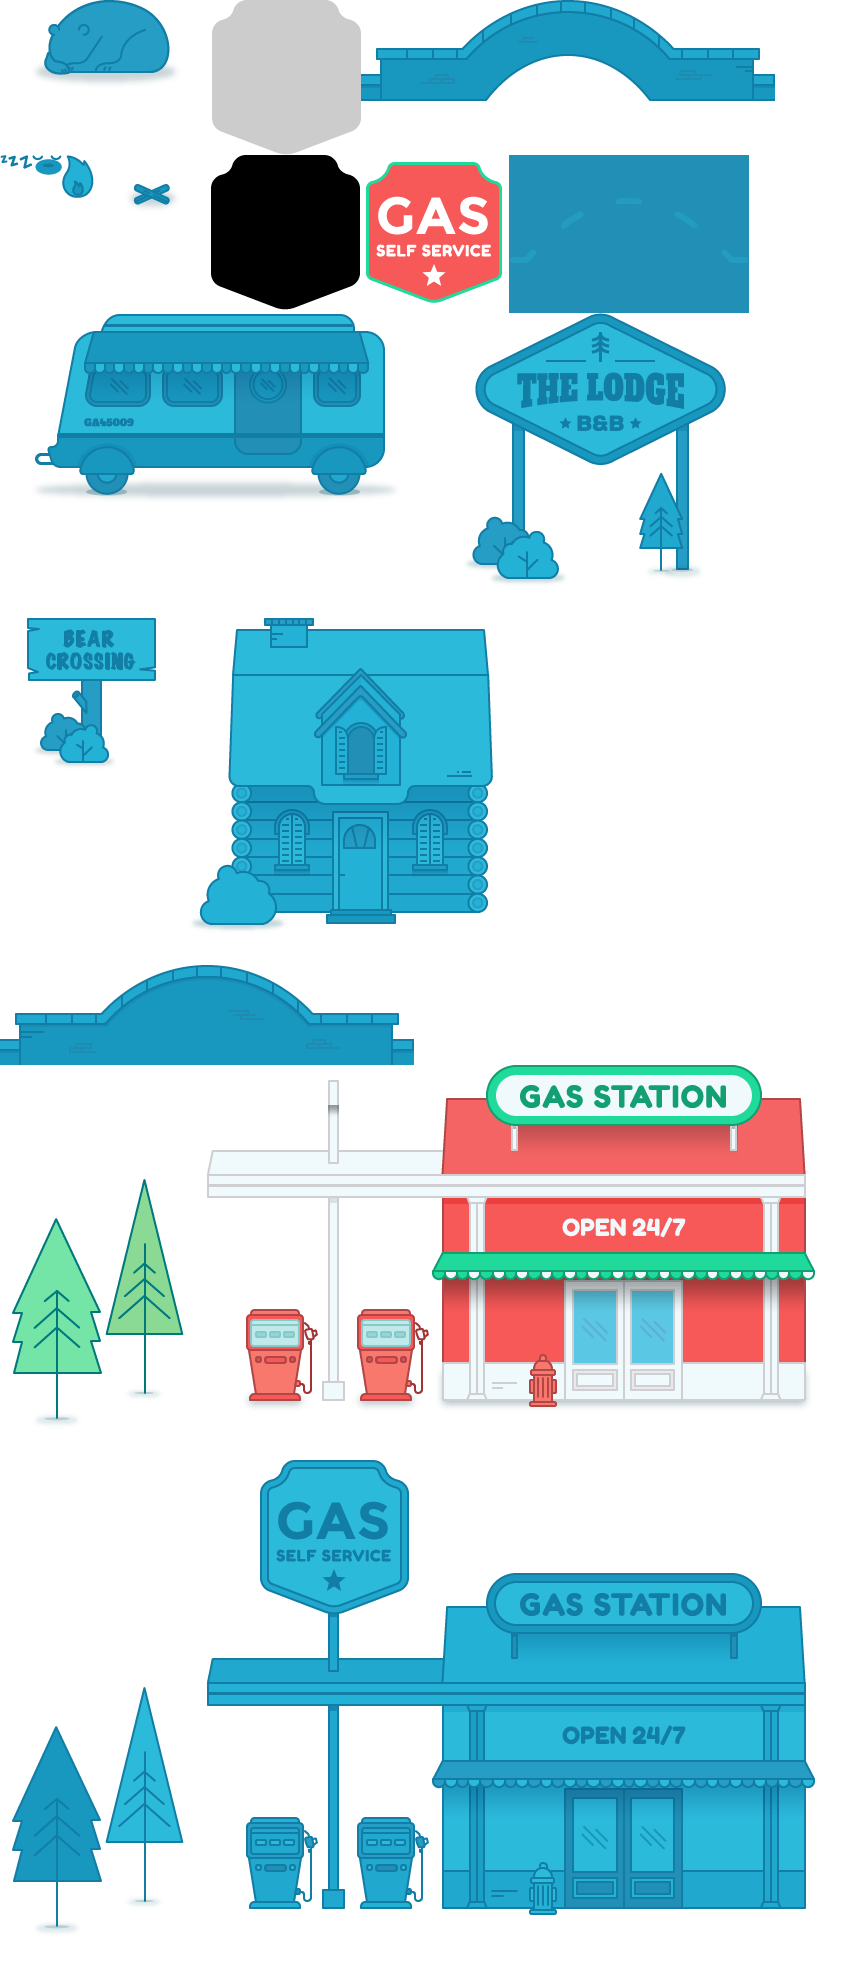 zzZZ
GAS
SELF SERVICE
GA45009
THE LODGE
B&B
BEAR
CROSSING
GAS STATION
OPEN 24/7
GAS
SELF SERVICE
GAS STATION
OPEN 24/7